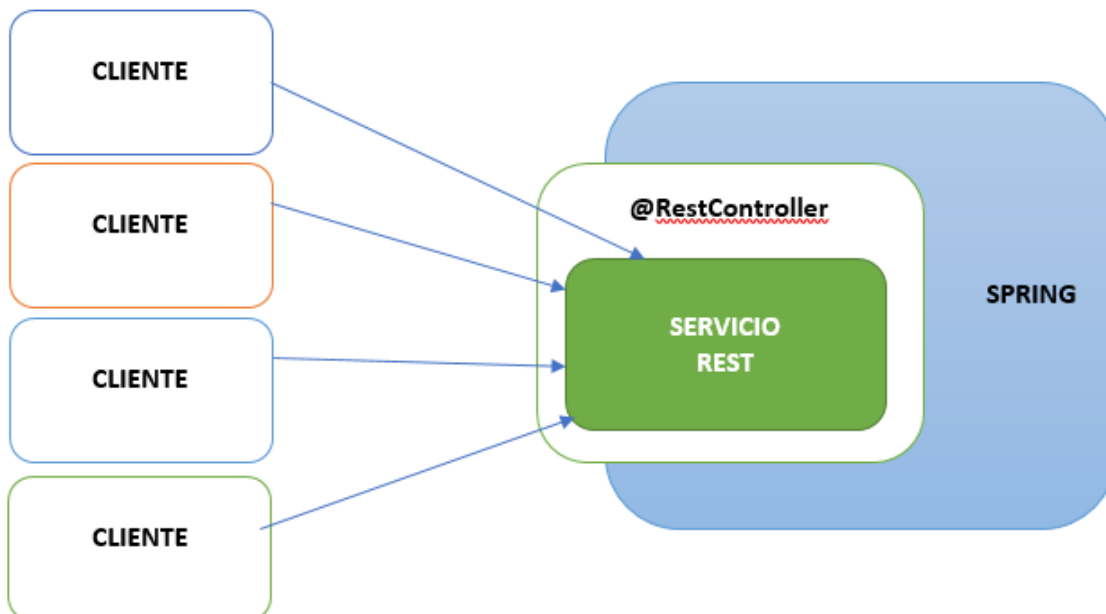 CLIENTE
CLIENTE
CLIENTE
CLIENTE
@RestController
SERVICIO
REST
SPRING